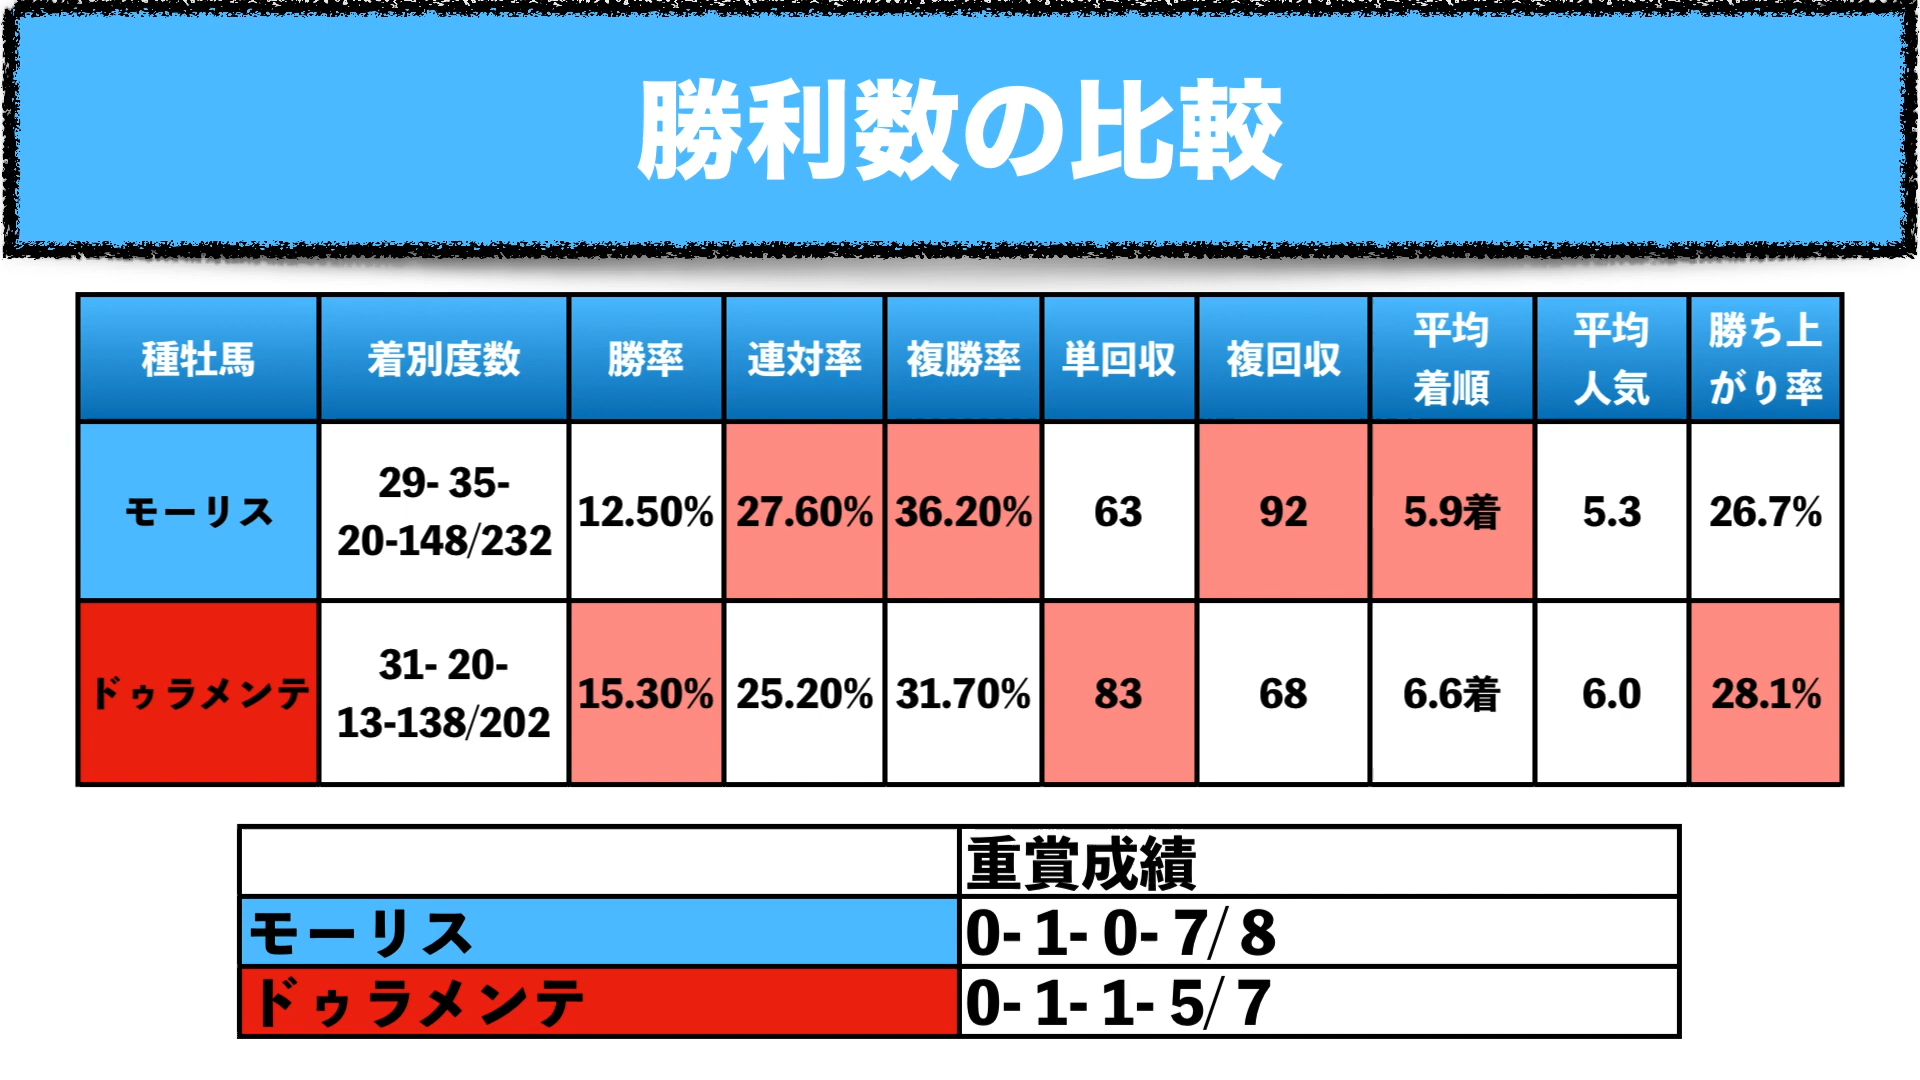 勝利数の比較
種牡馬 着別度数 勝率 連対率 複勝率 単回収 複回収 平均着順 平均人気 勝ち上がり率
モーリス 29- 35-20-148/232 12.50% 27.60% 36.20% 63 92 5.9着 5.3 26.7%
ドゥラメンテ 31- 20-13-138/202 15.30% 25.20% 31.70% 83 68 6.6着 6.0 28.1%
重賞成績
モーリス 0- 1- 0- 7/ 8
ドゥラメンテ 0- 1- 1- 5/ 7